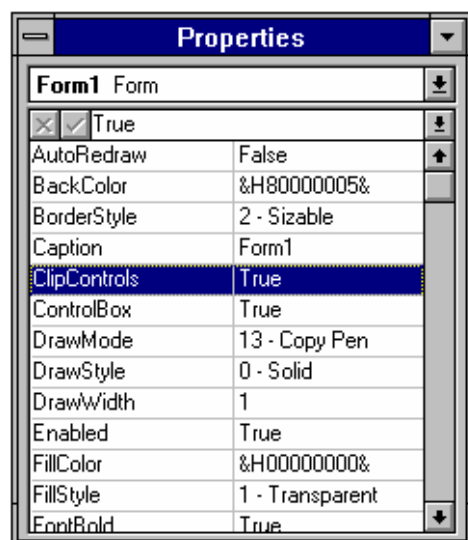 Properties
Form1 Form
True
AutoRedraw False
BackColor &H80000005&
BorderStyle 2 - Sizable
Caption Form1
ClipControls True
ControlBox True
DrawMode 13 - Copy Pen
DrawStyle 0 - Solid
DrawWidth 1
Enabled True
FillColor &H00000000&
FillStyle 1 - Transparent
FontBold True